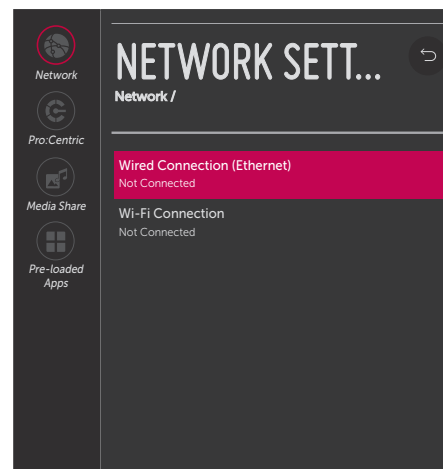 Network
Pro:Centric
Media Share
Pre-loaded
Apps
NETWORK SETT...
Network /
Wired Connection (Ethernet)
Not Connected
Wi-Fi Connection
Not Connected